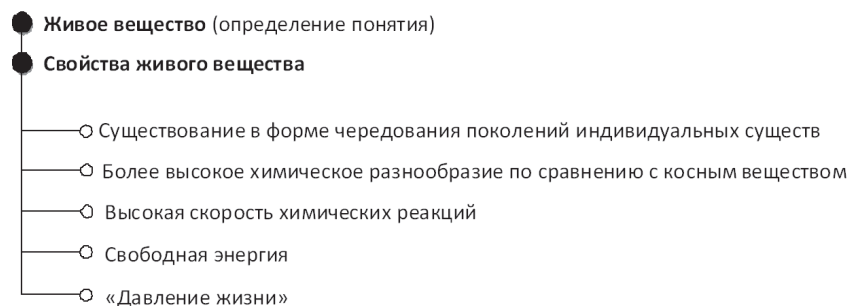 Живое вещество (определение понятия)
Свойства живого вещества
Существование в форме чередования поколений индивидуальных существ
Более высокое химическое разнообразие по сравнению с косным веществом
Высокая скорость химических реакций
Свободная энергия
«Давление жизни»